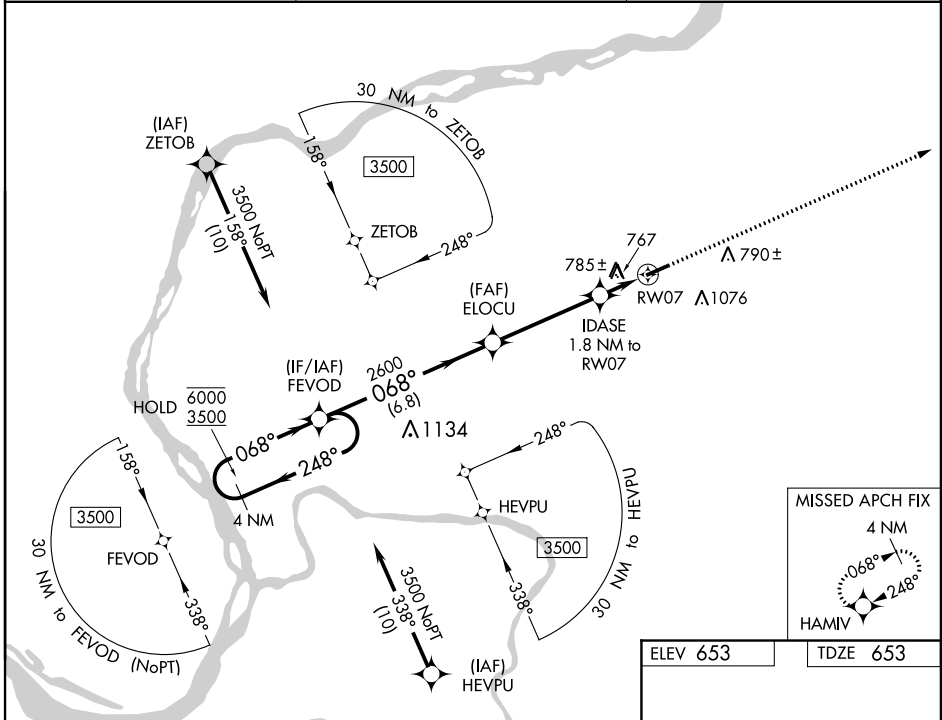 30 NM to ZETOB
(IAF)
ZETOB
158°
3500
3500 NoPT
158°
(10)
ZETOB
248°
767
785±
790±
(FAF)
ELOCU
RW07
1076
IDASE
1.8 NM to
RW07
(IF/IAF)
FEVOD
2600
068°
(6.8)
HOLD
6000
3500
1134
068°
248°
248°
158°
4 NM
HEVPU
MISSED APCH FIX
3500
4 NM
FEVOD
3500
068°
248°
30 NM to HEVPU
30 NM to FEVOD (NoPT)
338°
3500 NoPT
338°
(10)
338°
HAMIV
(IAF)
HEVPU
ELEV 653
TDZE 653